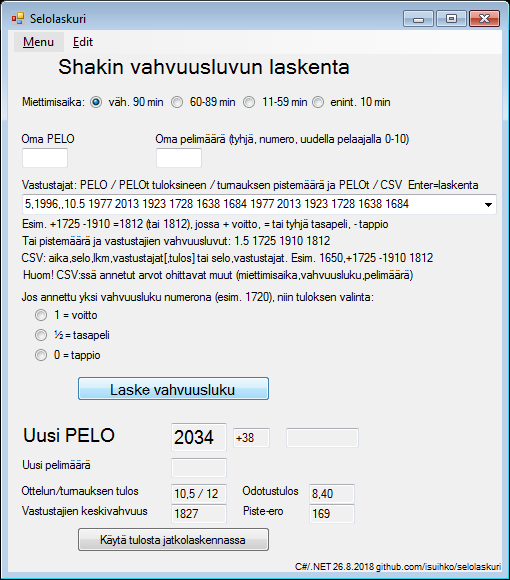 Selolaskuri
Menu Edit
Shakin vahvuusluvun laskenta
Miettimisaika: väh. 90 min 60-89 min 11-59 min enint. 10 min
Oma PELO Oma pelimäärä (tyhjä, numero, uudella pelaajalla 0-10)
Vastustajat: PELO / PELOt tuloksineen / turnauksen pistemäärä ja PELOt / CSV Enter=laskenta
5,1996,,10.5 1977 2013 1923 1728 1638 1684 1977 2013 1923 1728 1638 1684
Esim. +1725 -1910 =1812 (tai 1812), jossa + voitto, = tai tyhjä tasapeli, - tappio
Tai pistemäärä ja vastustajien vahvuusluvut: 1.5 1725 1910 1812
CSV: aika,selo,lkm,vastustajat[,tulos] tai selo,vastustajat. Esim. 1650,+1725 -1910 1812
Huom! CSV:ssä annetut arvot ohittavat muut (miettimisaika,vahvuusluku,pelimäärä)
Jos annettu yksi vahvuusluku numerona (esim. 1720), niin tuloksen valinta:
1 = voitto
½ = tasapeli
0 = tappio
Laske vahvuusluku
Uusi PELO 2034 +38
Uusi pelimäärä
Ottelun/turnauksen tulos 10,5 / 12 Odotustulos 8,40
Vastustajien keskivahvuus 1827 Piste-ero 169
Käytä tulosta jatkolaskennassa
C#/.NET 26.8.2018 github.com/isuihko/selolaskuri